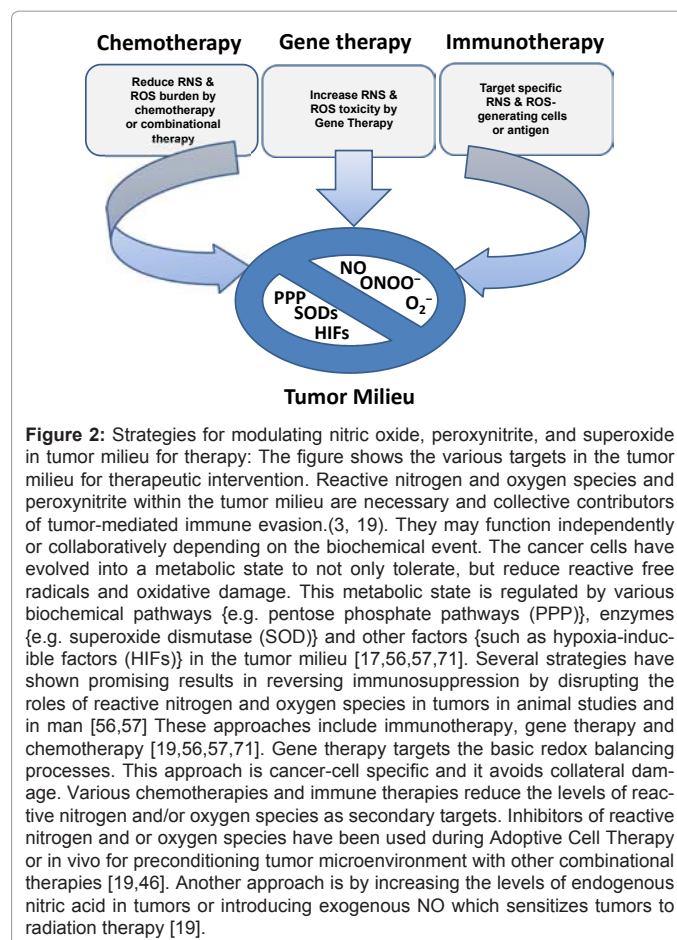 Chemotherapy Gene therapy Immunotherapy
Reduce RNS &
ROS burden by
chemotherapy
or combinational
therapy
Increase RNS &
ROS toxicity by
Gene Therapy
Target specific
RNS & ROS-
generating cells
or antigen
NO
ONOO⁻
O₂⁻
PPP
SODs
HIFs
Tumor Milieu
Figure 2: Strategies for modulating nitric oxide, peroxynitrite, and superoxide
in tumor milieu for therapy: The figure shows the various targets in the tumor
milieu for therapeutic intervention. Reactive nitrogen and oxygen species and
peroxynitrite within the tumor milieu are necessary and collective contributors
of tumor-mediated immune evasion.(3, 19). They may function independently
or collaboratively depending on the biochemical event. The cancer cells have
evolved into a metabolic state to not only tolerate, but reduce reactive free
radicals and oxidative damage. This metabolic state is regulated by various
biochemical pathways {e.g. pentose phosphate pathways (PPP)}, enzymes
{e.g. superoxide dismutase (SOD)} and other factors {such as hypoxia-induc-
ible factors (HIFs)} in the tumor milieu [17,56,57,71]. Several strategies have
shown promising results in reversing immunosuppression by disrupting the
roles of reactive nitrogen and oxygen species in tumors in animal studies and
in man [56,57] These approaches include immunotherapy, gene therapy and
chemotherapy [19,56,57,71]. Gene therapy targets the basic redox balancing
processes. This approach is cancer-cell specific and it avoids collateral dam-
age. Various chemotherapies and immune therapies reduce the levels of reac-
tive nitrogen and/or oxygen species as secondary targets. Inhibitors of reactive
nitrogen and or oxygen species have been used during Adoptive Cell Therapy
or in vivo for preconditioning tumor microenvironment with other combinational
therapies [19,46]. Another approach is by increasing the levels of endogenous
nitric acid in tumors or introducing exogenous NO which sensitizes tumors to
radiation therapy [19].